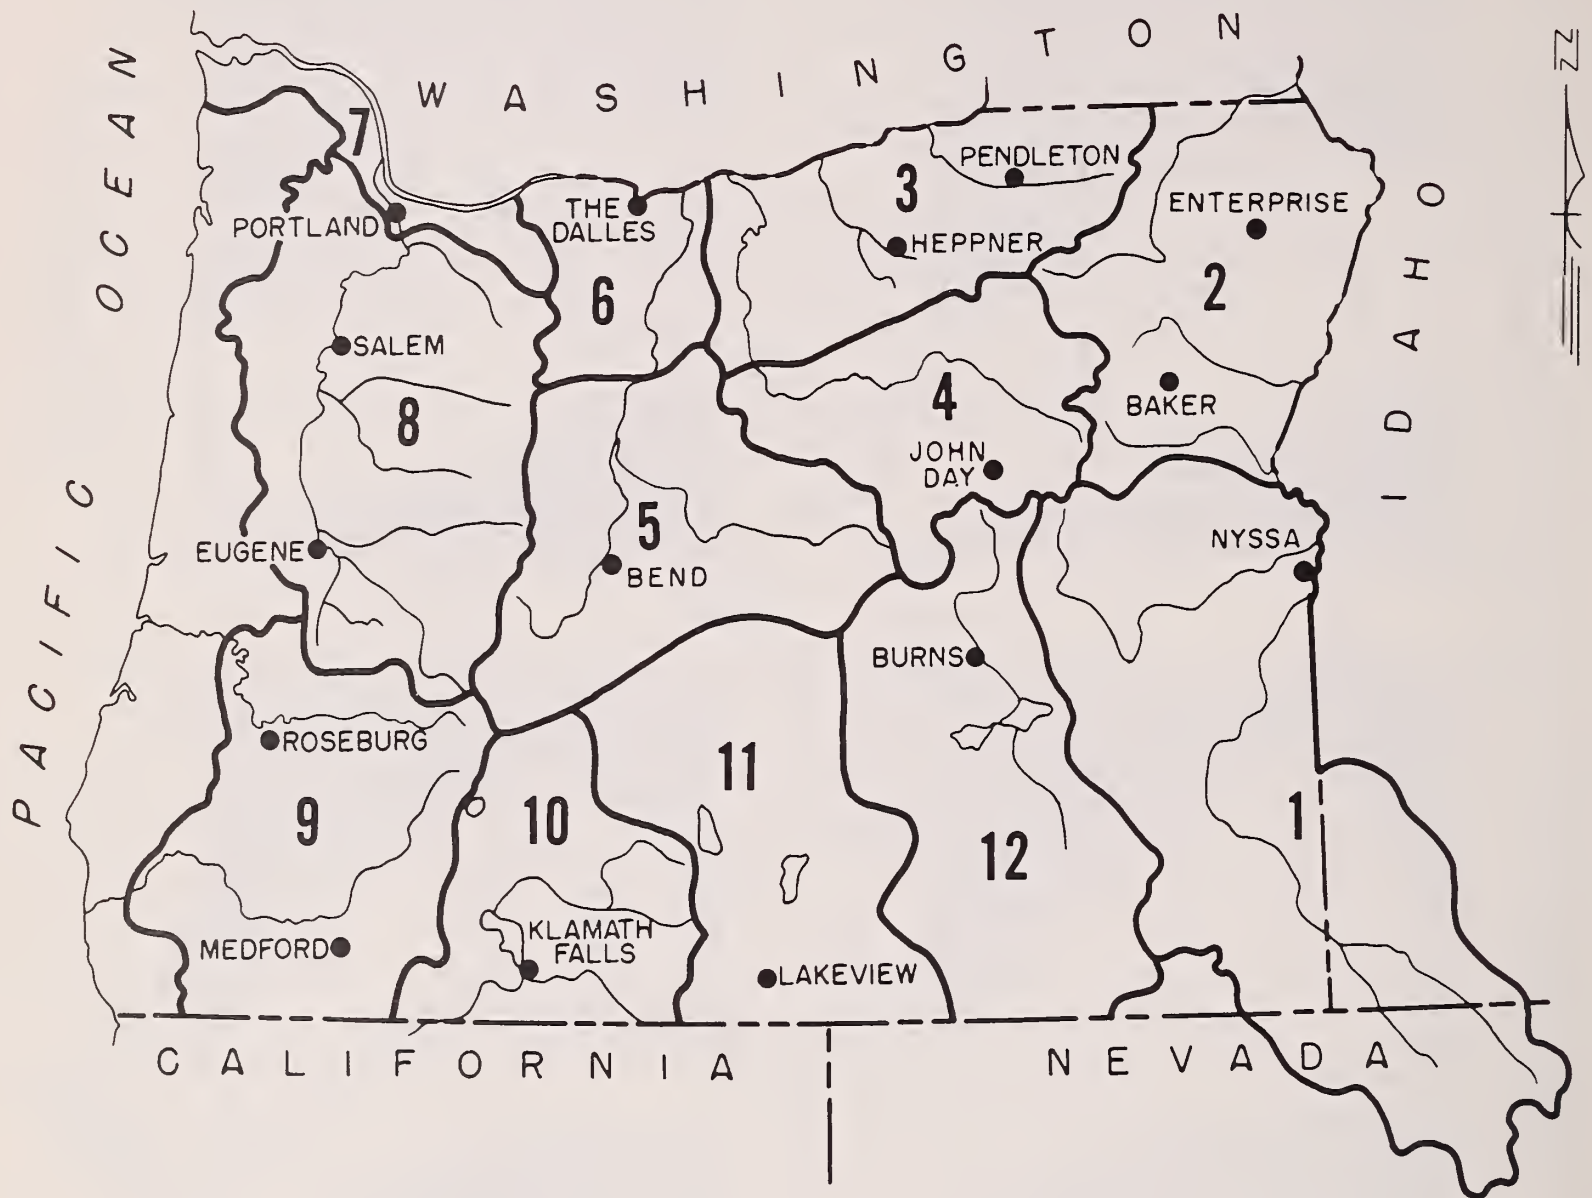 WASHINGTON
N
OCEAN
7
3
PENDLETON
ENTERPRISE
IDAHO
PORTLAND
THE
DALLES
HEPPNER
6
2
SALEM
8
4
BAKER
JOHN
DAY
PACIFIC
5
NYSSA
EUGENE
BEND
BURNS
ROSEBURG
11
9
10
1
12
MEDFORD
KLAMATH
FALLS
LAKEVIEW
CALIFORNIA
NEVADA